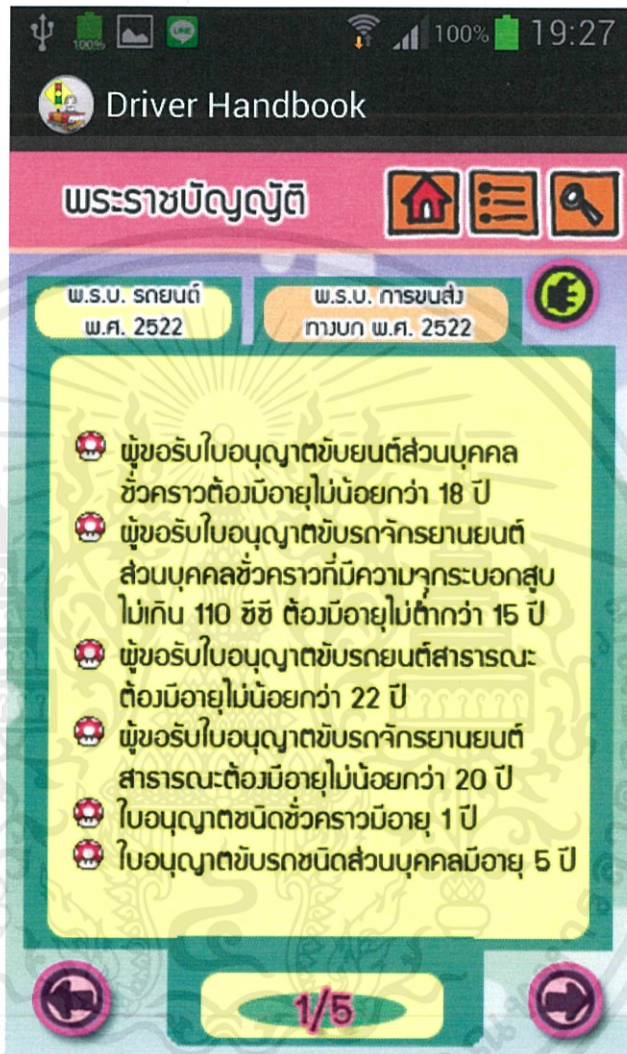 100%
100%
19:27
LINE
Driver Handbook
พระราชบัญญัติ
พ.ร.บ. รถยนต์
พ.ศ. 2522
พ.ร.บ. การขนส่ง
ทางบก พ.ศ. 2522
ผู้ขอรับใบอนุญาตขับยนต์ส่วนบุคคล
ชั่วคราวต้องมีอายุไม่น้อยกว่า 18 ปี
ผู้ขอรับใบอนุญาตขับรถจักรยานยนต์
ส่วนบุคคลชั่วคราวที่มีความจุกระบอกสูบ
ไม่เกิน 110 ซีซี ต้องมีอายุไม่ต่ำกว่า 15 ปี
ผู้ขอรับใบอนุญาตขับรถยนต์สาธารณะ
ต้องมีอายุไม่น้อยกว่า 22 ปี
ผู้ขอรับใบอนุญาตขับรถจักรยานยนต์
สาธารณะต้องมีอายุไม่น้อยกว่า 20 ปี
ใบอนุญาตชนิดชั่วคราวมีอายุ 1 ปี
ใบอนุญาตขับรถชนิดส่วนบุคคลมีอายุ 5 ปี
1/5